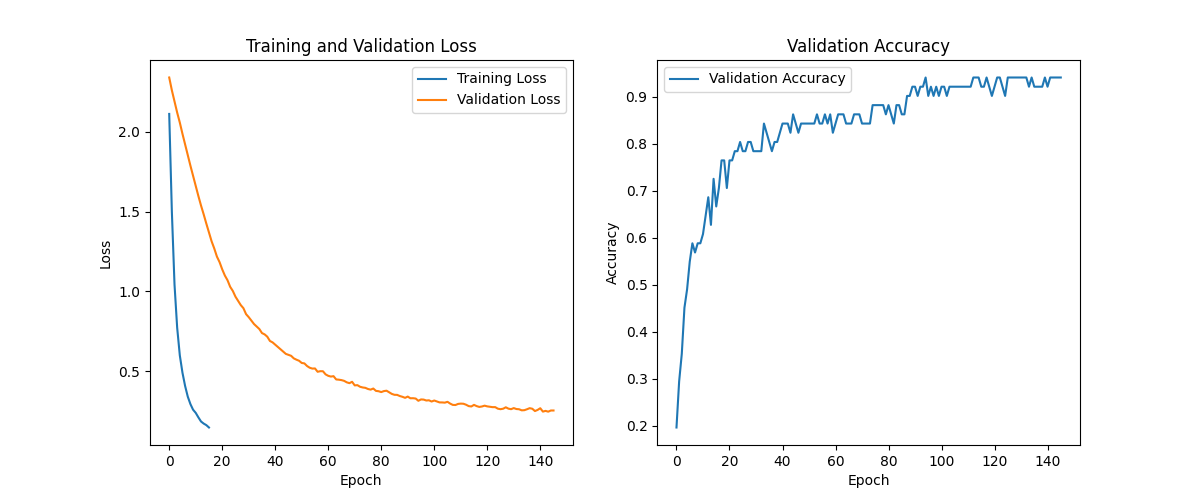 Training and Validation Loss
Training Loss
Validation Loss
2.0
1.5
1.0
0.5
Loss
0 20 40 60 80 100 120 140
Epoch
Validation Accuracy
Validation Accuracy
0.9
0.8
0.7
0.6
0.5
0.4
0.3
0.2
Accuracy
0 20 40 60 80 100 120 140
Epoch